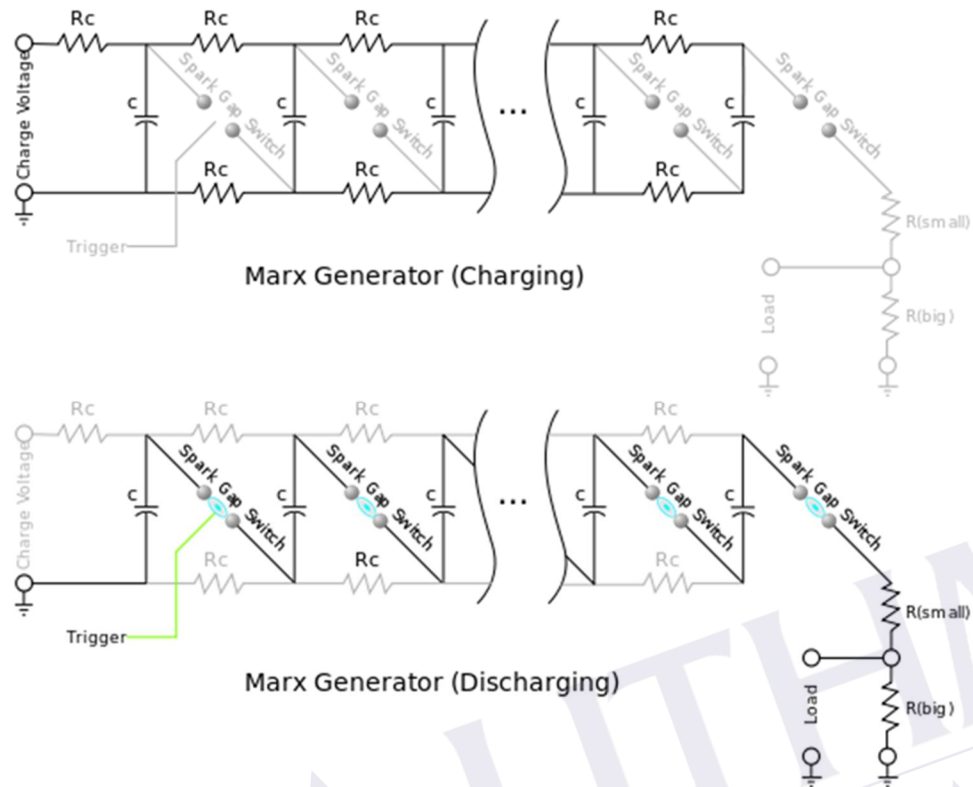 Rc Rc Rc Rc
Charge Voltage
c c c c c
Spark Gap Switch
Spark Gap Switch
...
Spark Gap Switch
Spark Gap Switch
Rc Rc Rc
Trigger
R(small)
Marx Generator (Charging)
Load
R(big)
Rc Rc Rc Rc
Charge Voltage
c c c c c
Spark Gap Switch
Spark Gap Switch
...
Spark Gap Switch
Spark Gap Switch
Rc Rc Rc
Trigger
R(small)
Marx Generator (Discharging)
Load
R(big)